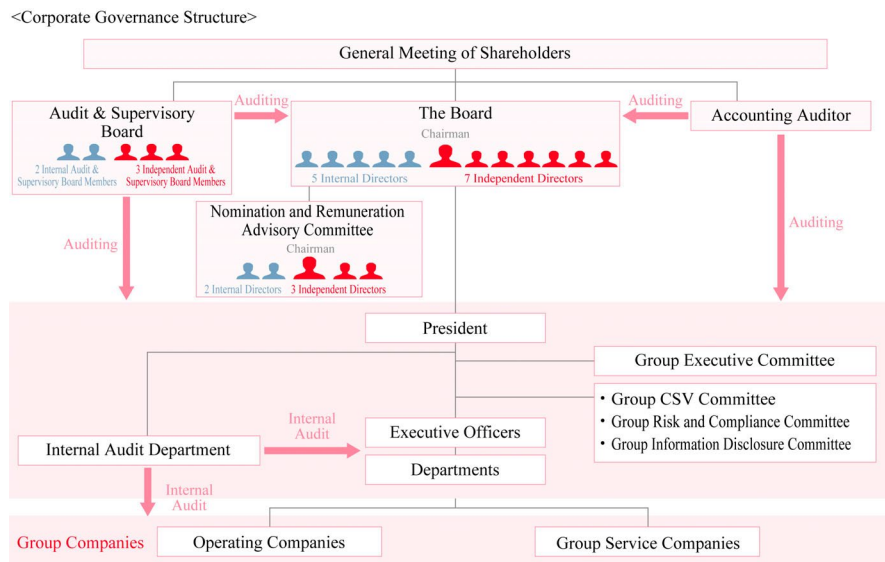 <Corporate Governance Structure>
General Meeting of Shareholders
Auditing
Auditing
Audit & Supervisory
Board
2 Internal Audit &
Supervisory Board Members
3 Independent Audit &
Supervisory Board Members
The Board
Chairman
5 Internal Directors
7 Independent Directors
Accounting Auditor
Nomination and Remuneration
Advisory Committee
Chairman
2 Internal Directors
3 Independent Directors
Auditing
Auditing
President
Group Executive Committee
• Group CSV Committee
• Group Risk and Compliance Committee
• Group Information Disclosure Committee
Internal Audit Department
Internal
Audit
Executive Officers
Departments
Internal
Audit
Group Companies
Operating Companies
Group Service Companies